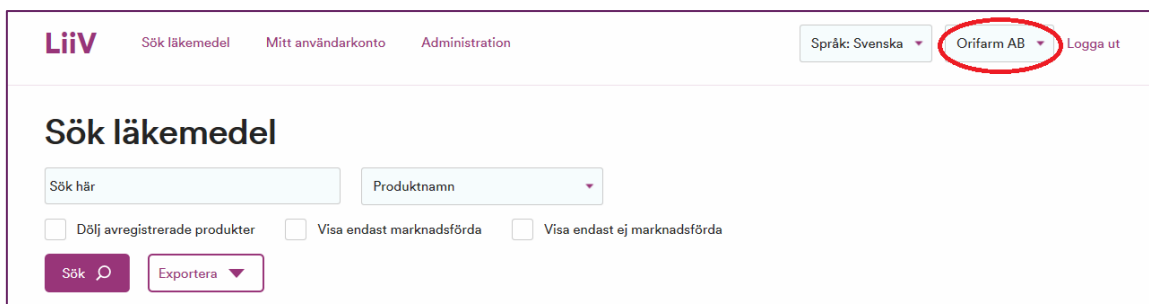 LiiV Sök läkemedel Mitt användarkonto Administration Språk: Svenska Orifarm AB Logga ut
Sök läkemedel
Sök här Produktnamn
Dölj avregistrerade produkter Visa endast marknadsförda Visa endast ej marknadsförda
Sök Exportera